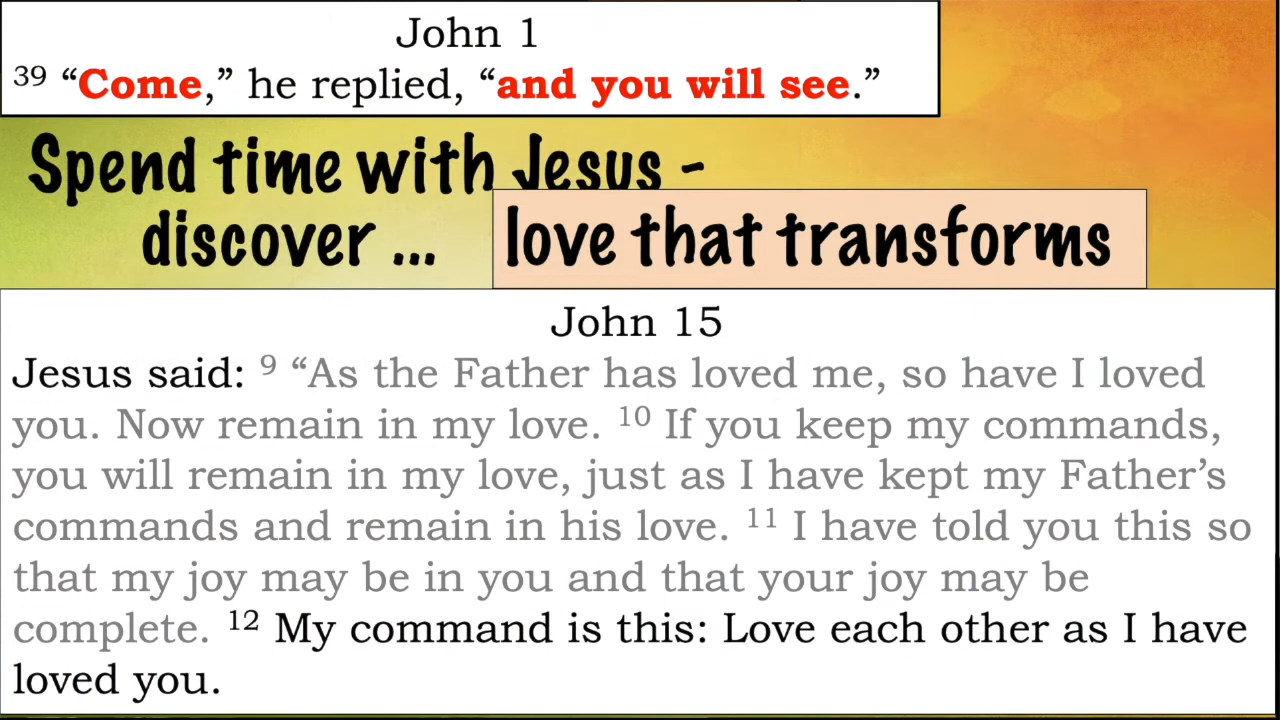 John 1
39 “Come,” he replied, “and you will see.”
Spend time with Jesus -
discover ... love that transforms
John 15
Jesus said: 9 “As the Father has loved me, so have I loved
you. Now remain in my love. 10 If you keep my commands,
you will remain in my love, just as I have kept my Father’s
commands and remain in his love. 11 I have told you this so
that my joy may be in you and that your joy may be
complete. 12 My command is this: Love each other as I have
loved you.